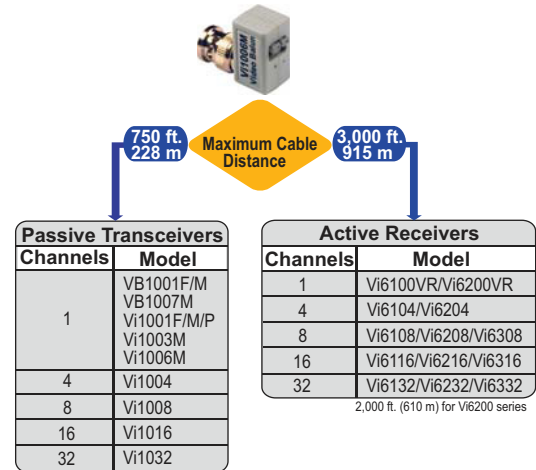 Vi1006M
Video Balun
750 ft.
228 m
Maximum Cable
Distance
3,000 ft.
915 m
Passive Transceivers
Channels Model
1
VB1001F/M
VB1007M
Vi1001F/M/P
Vi1003M
Vi1006M
4 Vi1004
8 Vi1008
16 Vi1016
32 Vi1032
Active Receivers
Channels Model
1 Vi6100VR/Vi6200VR
4 Vi6104/Vi6204
8 Vi6108/Vi6208/Vi6308
16 Vi6116/Vi6216/Vi6316
32 Vi6132/Vi6232/Vi6332
2,000 ft. (610 m) for Vi6200 series